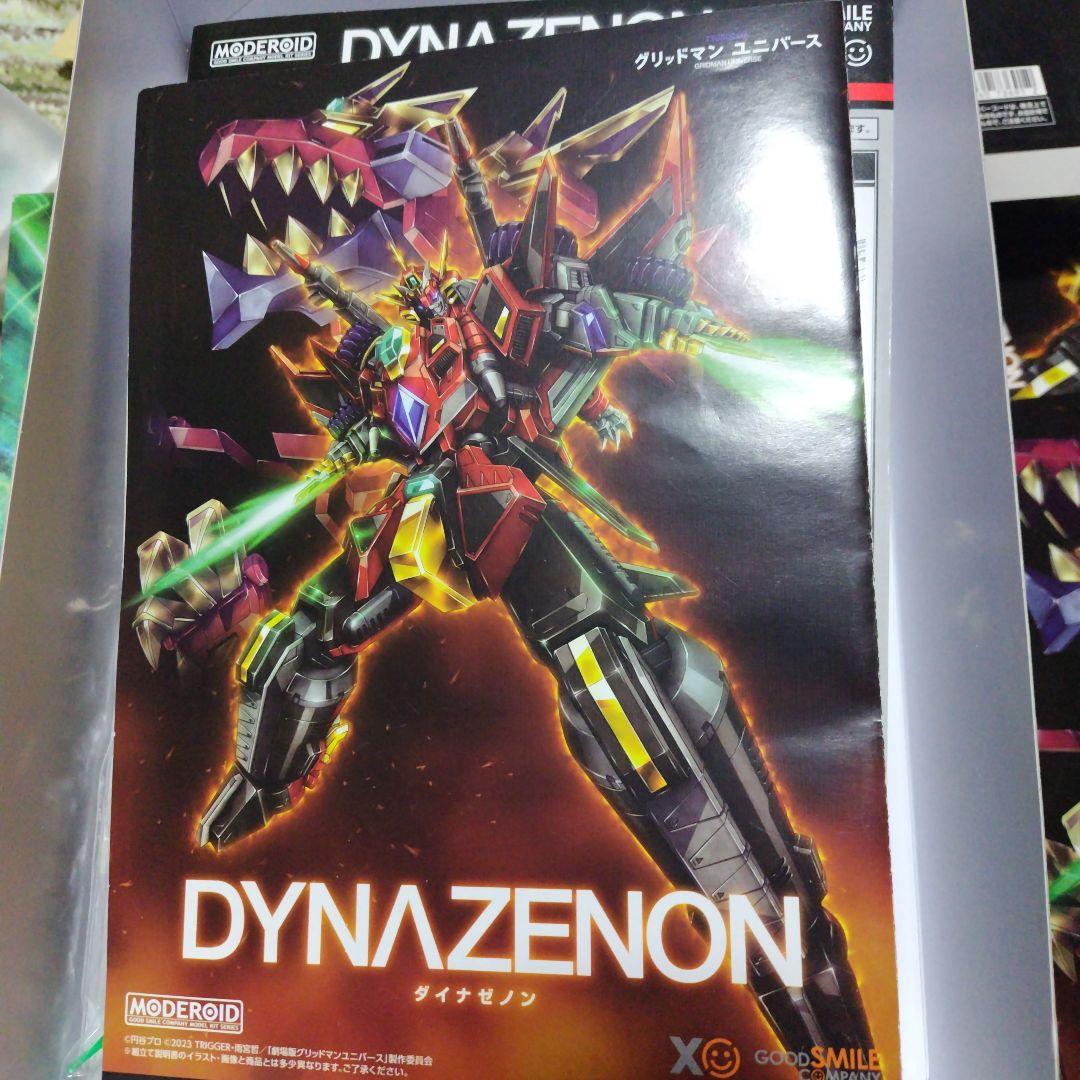 MODEROID
GOOD SMILE COMPANY MODEL KIT SERIES
DYNAZENON
SMILE
COMPANY
グリッドマン ユニバース
GRIDMAN UNIVERSE
です。
DYNAZENON
ダイナゼノン
MODEROID
GOOD SMILE COMPANY MODEL KIT SERIES
©円谷プロ ©2023 TRIGGER・雨宮哲／「劇場版グリッドマンユニバース」製作委員会
※組立て説明書のイラスト・画像と商品とは多少異なります。ご了承ください。
GOODSMILE
COMPANY
NON